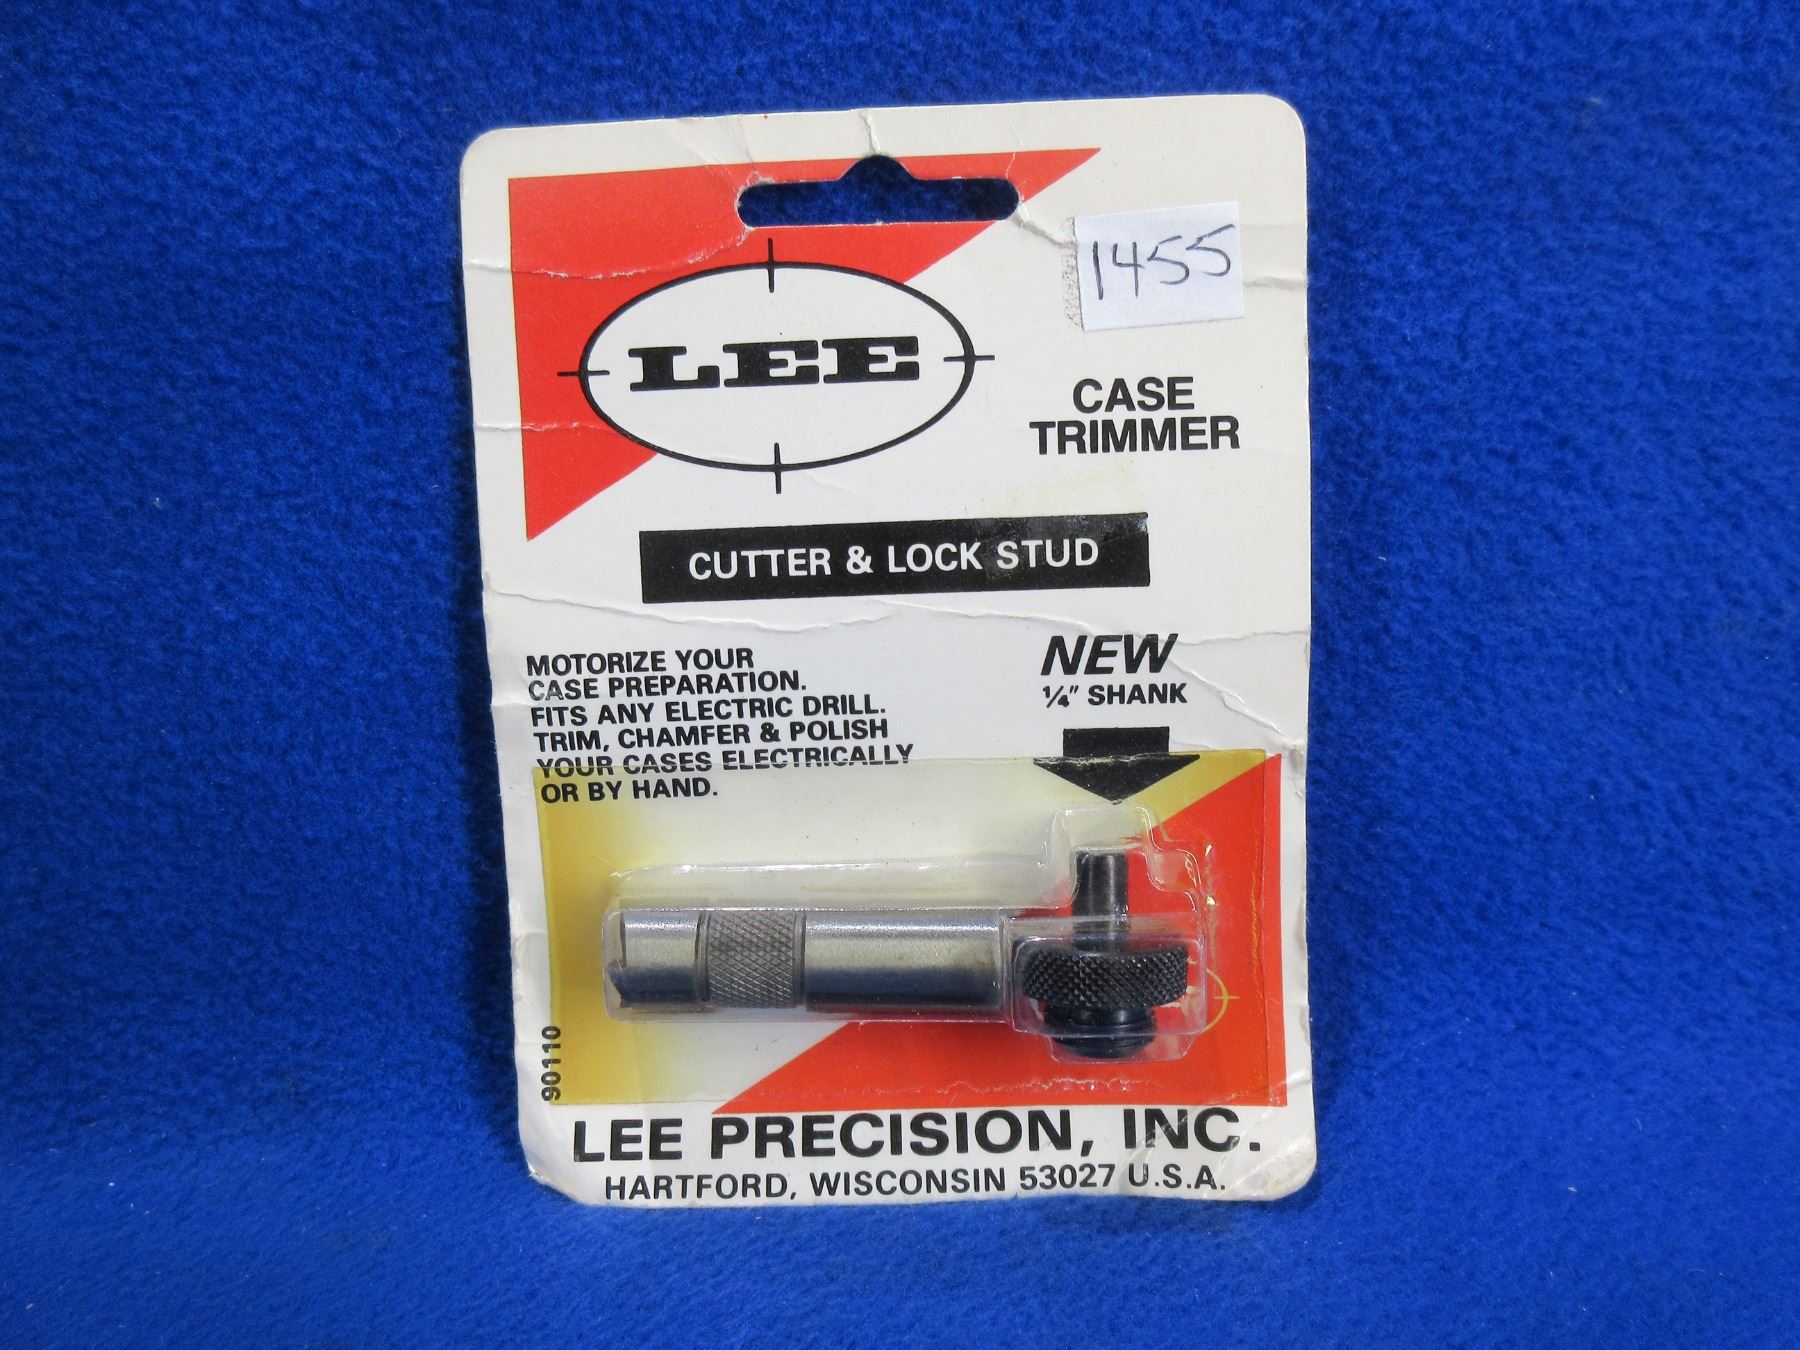 1455
LEE
CASE
TRIMMER
CUTTER & LOCK STUD
MOTORIZE YOUR
CASE PREPARATION.
FITS ANY ELECTRIC DRILL.
TRIM, CHAMFER & POLISH
YOUR CASES ELECTRICALLY
OR BY HAND.
NEW
¼" SHANK
90110
LEE PRECISION, INC.
HARTFORD, WISCONSIN 53027 U.S.A.